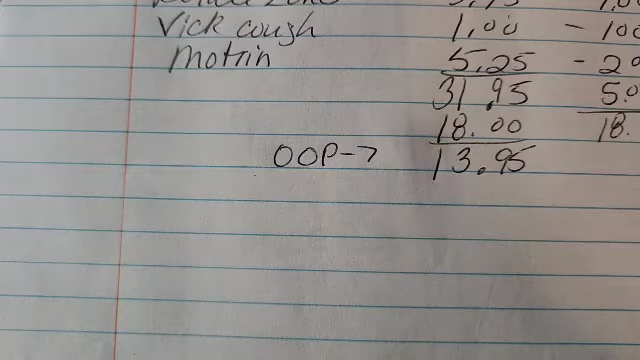 Vick cough 1.00 - 100
Motrin 5.25 - 20
31.95 5.0
18.00 18.
OOP-> 13.95